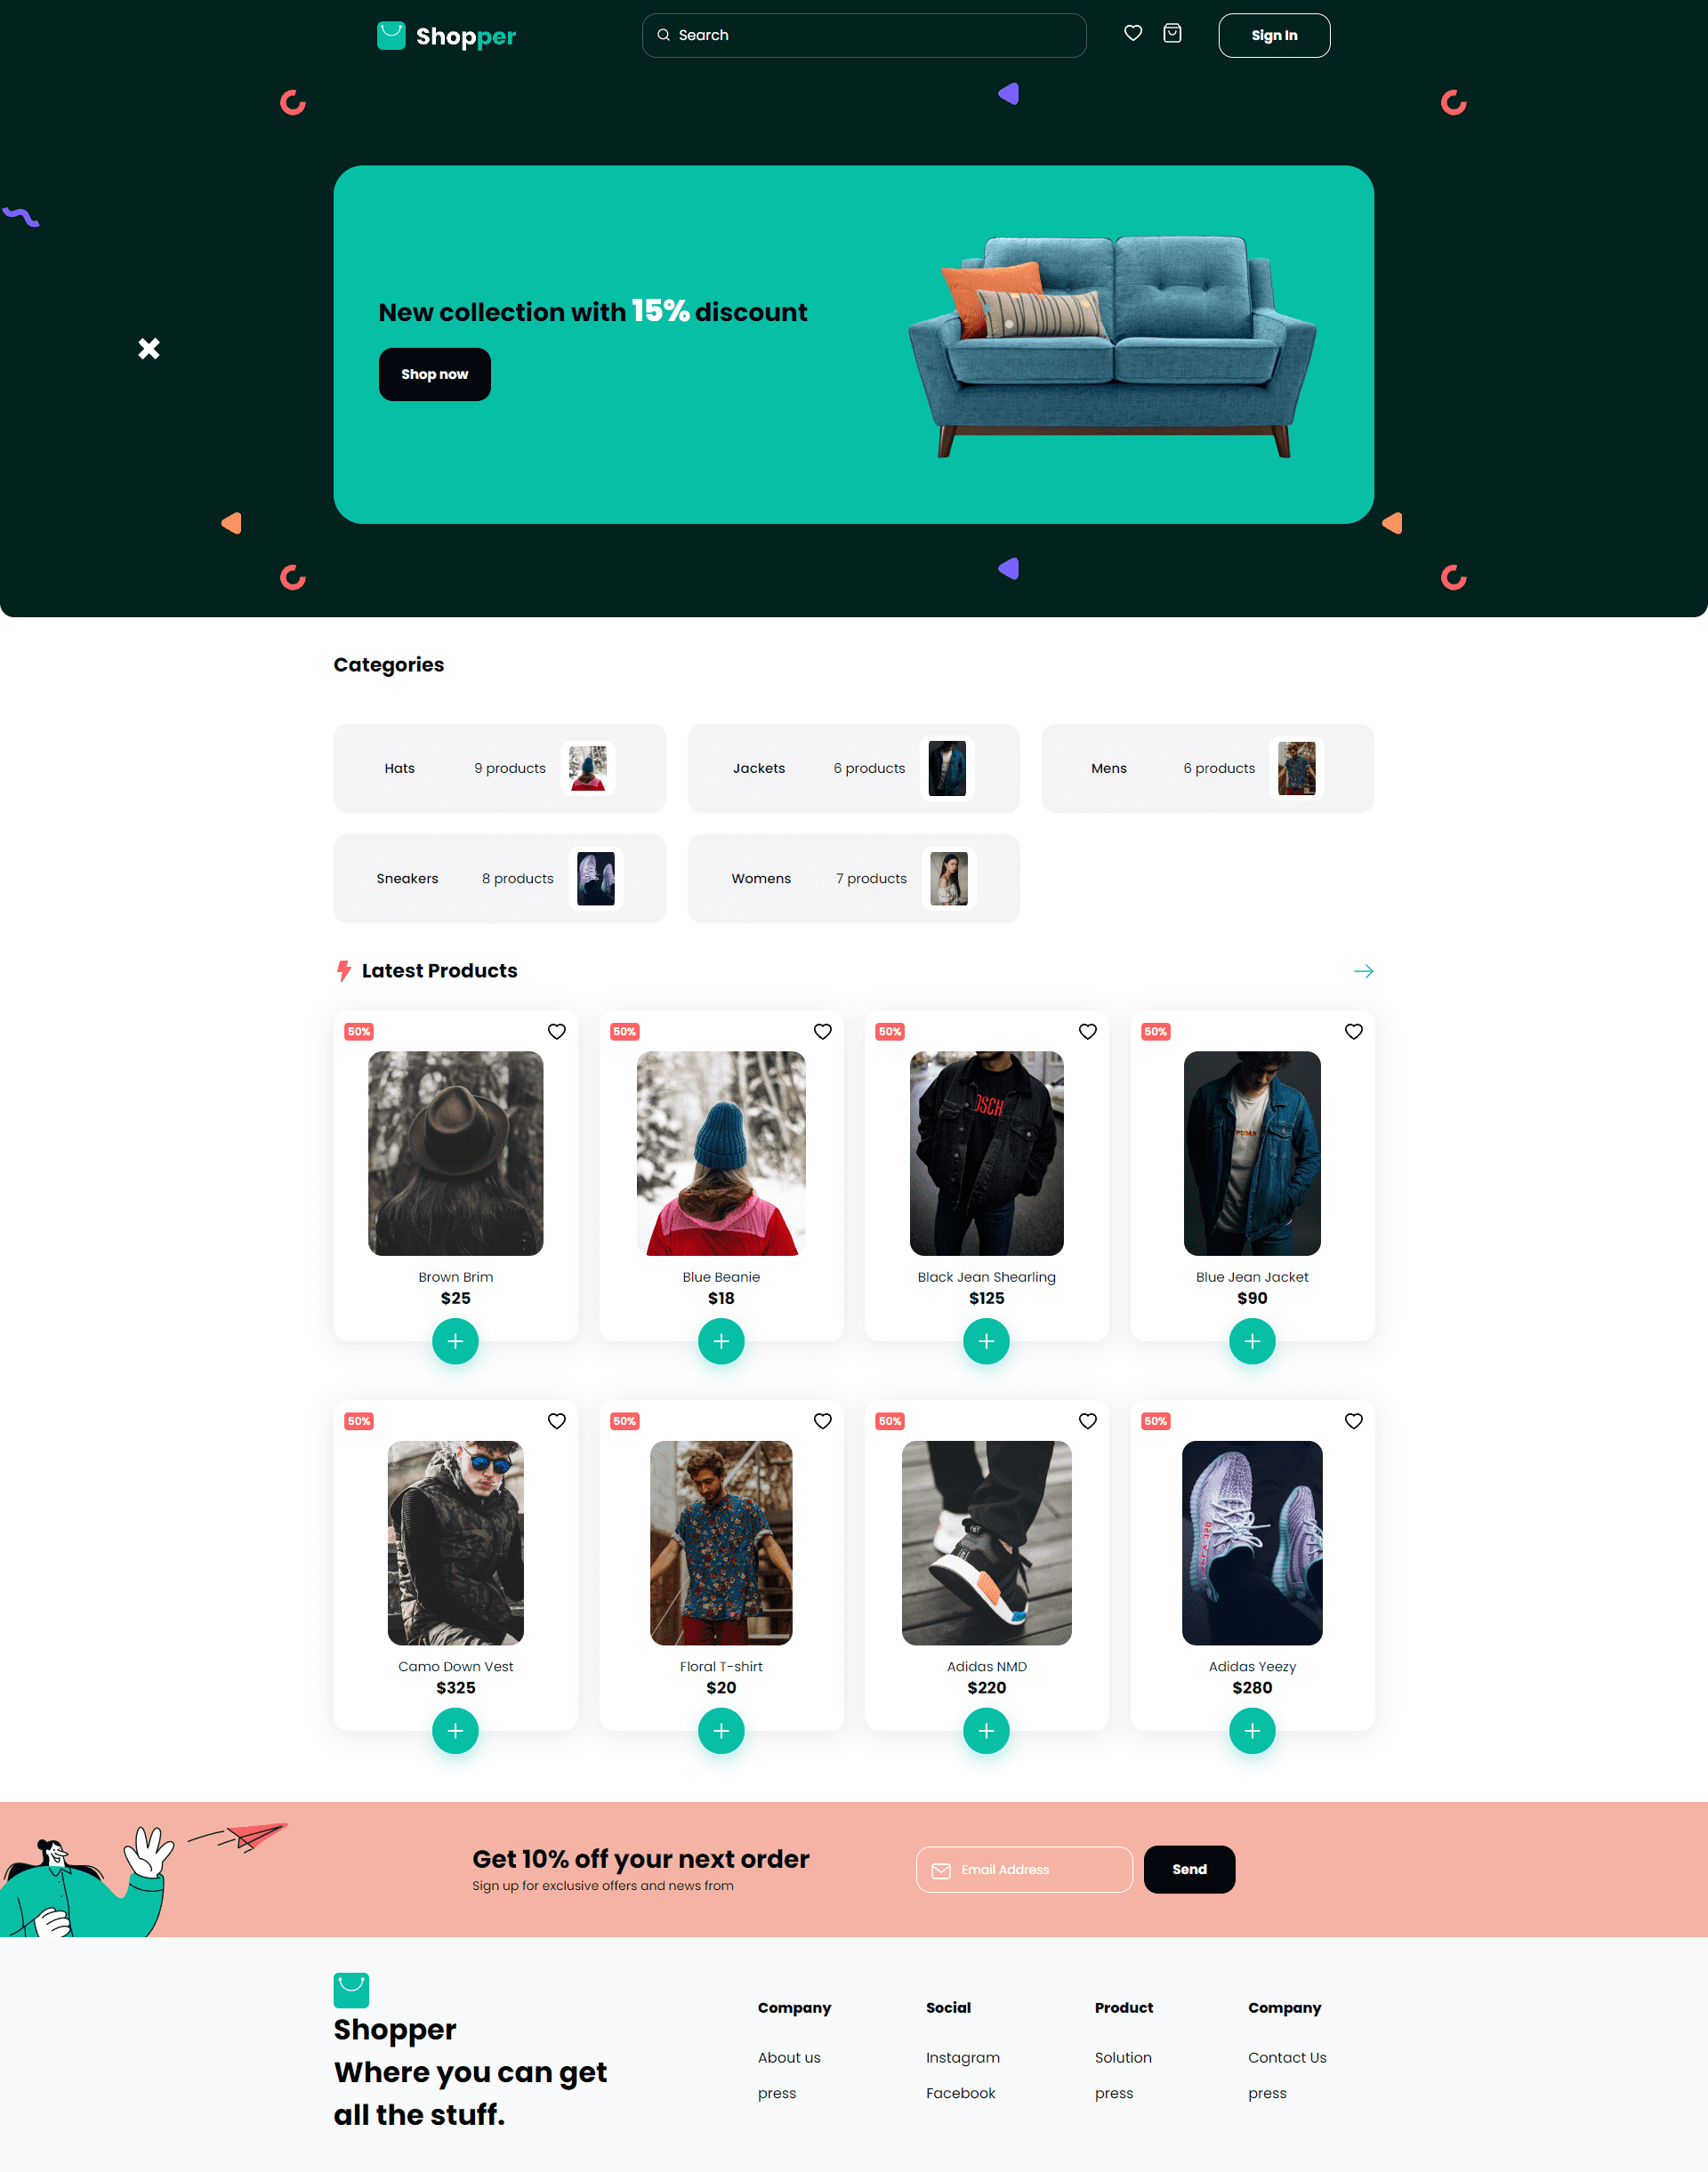 Shopper
Search
Sign In
New collection with 15% discount
Shop now
Categories
Hats 9 products
Jackets 6 products
Mens 6 products
Sneakers 8 products
Womens 7 products
Latest Products
50%
50%
50%
50%
OSCH
PUMA
Brown Brim
$25
Blue Beanie
$18
Black Jean Shearling
$125
Blue Jean Jacket
$90
50%
50%
50%
50%
Camo Down Vest
$325
Floral T-shirt
$20
Adidas NMD
$220
Adidas Yeezy
$280
Get 10% off your next order
Sign up for exclusive offers and news from
Email Address
Send
Shopper
Where you can get
all the stuff.
Company
About us
press
Social
Instagram
Facebook
Product
Solution
press
Company
Contact Us
press